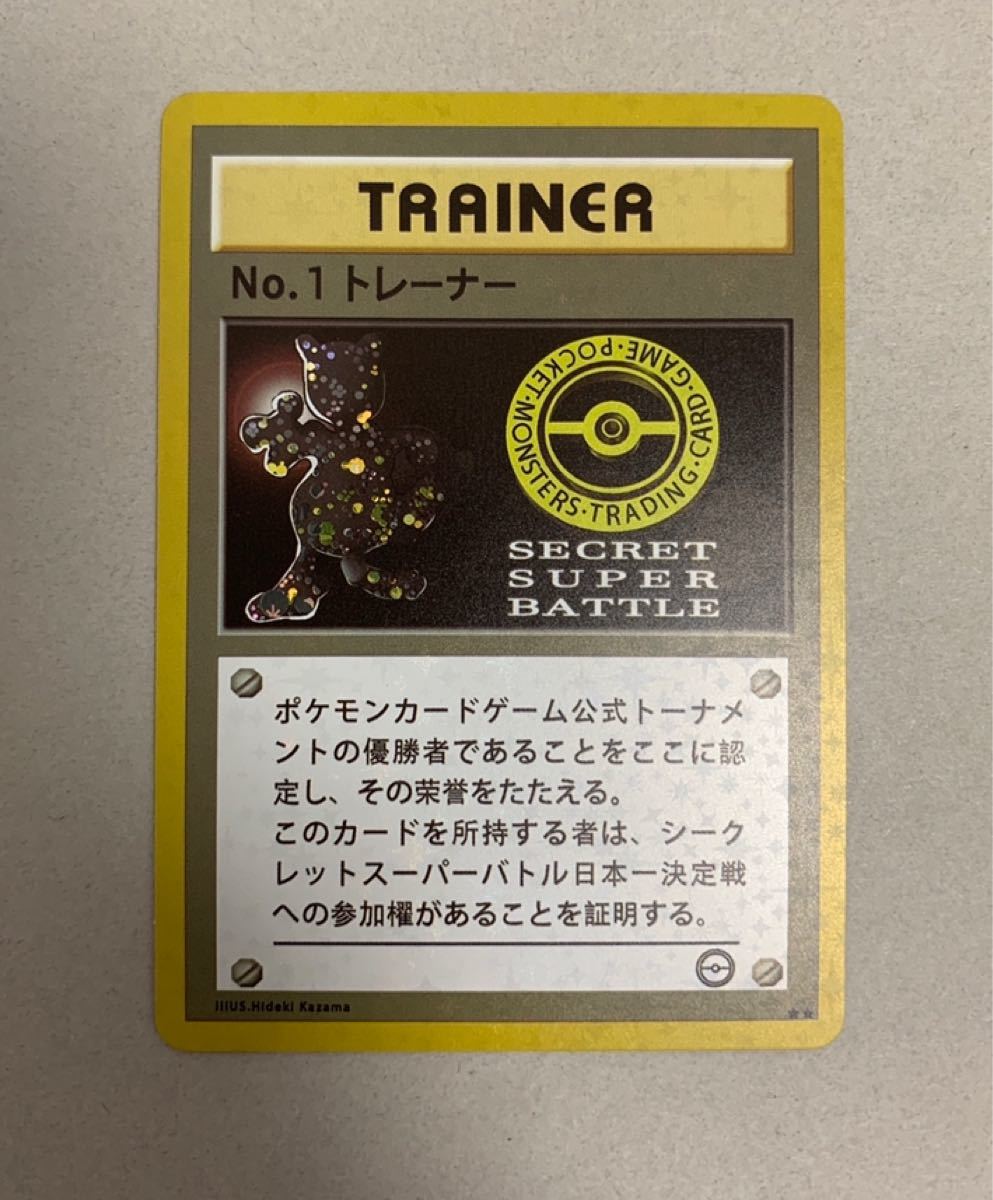 TRAINER
No.1 トレーナー
POCKET・MONSTERS・TRADING・CARD・GAME・
SECRET
SUPER
BATTLE
ポケモンカードゲーム公式トーナメ
ントの優勝者であることをここに認
定し、その荣誉をたたえる。
このカードを所持する者は、シーク
レットスーパーバトル日本一決定戦
への参加櫂があることを証明する。
illUS.Hideki Kazama